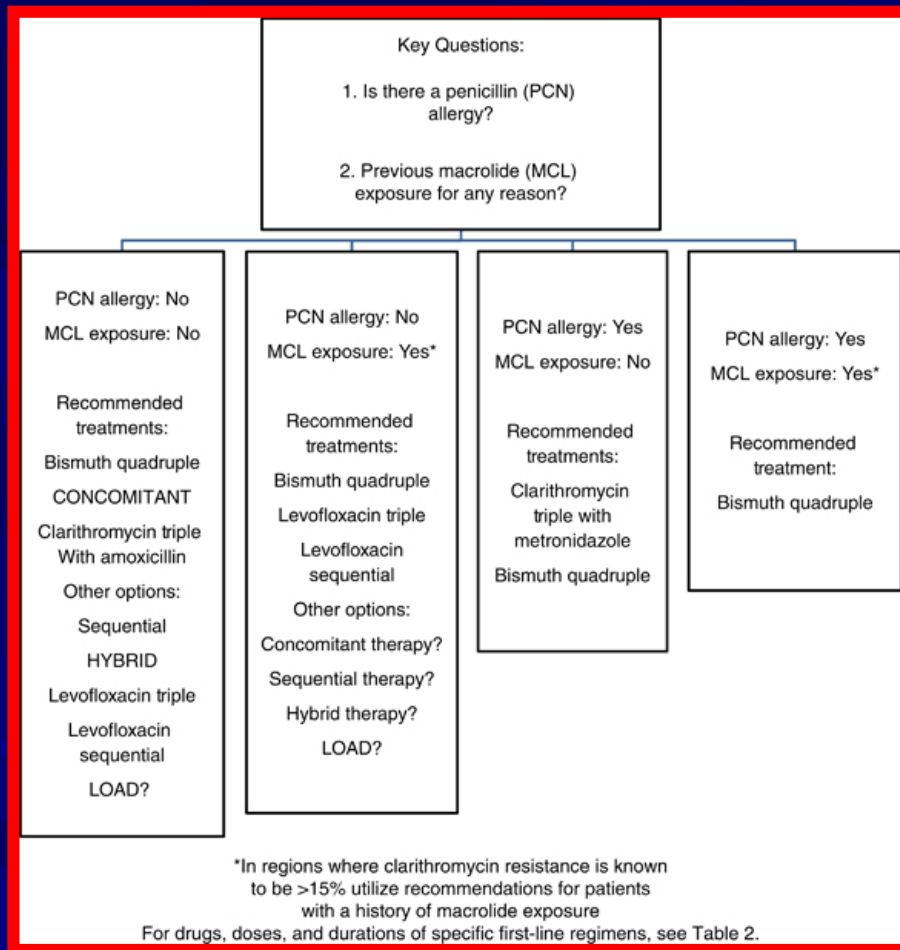 Key Questions:
1. Is there a penicillin (PCN)
allergy?
2. Previous macrolide (MCL)
exposure for any reason?
PCN allergy: No
MCL exposure: No
Recommended
treatments:
Bismuth quadruple
CONCOMITANT
Clarithromycin triple
With amoxicillin
Other options:
Sequential
HYBRID
Levofloxacin triple
Levofloxacin
sequential
LOAD?
PCN allergy: No
MCL exposure: Yes*
Recommended
treatments:
Bismuth quadruple
Levofloxacin triple
Levofloxacin
sequential
Other options:
Concomitant therapy?
Sequential therapy?
Hybrid therapy?
LOAD?
PCN allergy: Yes
MCL exposure: No
Recommended
treatments:
Clarithromycin
triple with
metronidazole
Bismuth quadruple
PCN allergy: Yes
MCL exposure: Yes*
Recommended
treatment:
Bismuth quadruple
*In regions where clarithromycin resistance is known
to be >15% utilize recommendations for patients
with a history of macrolide exposure
For drugs, doses, and durations of specific first-line regimens, see Table 2.